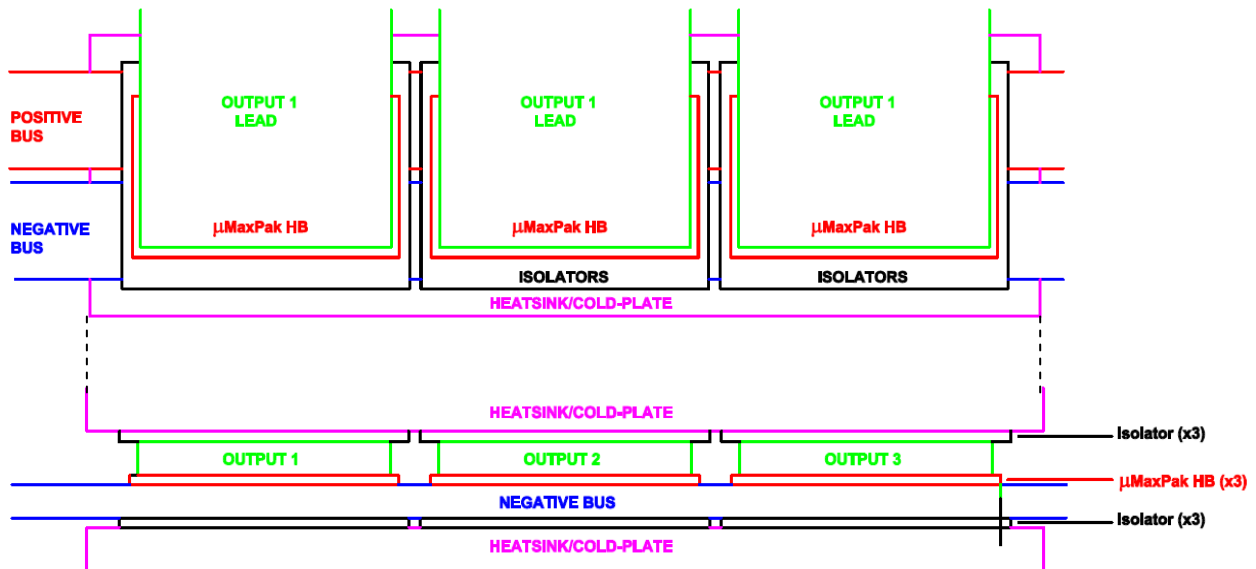 OUTPUT 1
LEAD
OUTPUT 1
LEAD
OUTPUT 1
LEAD
POSITIVE
BUS
NEGATIVE
BUS
μMaxPak HB
μMaxPak HB
μMaxPak HB
ISOLATORS
ISOLATORS
HEATSINK/COLD-PLATE
HEATSINK/COLD-PLATE
Isolator (x3)
OUTPUT 1
OUTPUT 2
OUTPUT 3
μMaxPak HB (x3)
NEGATIVE BUS
Isolator (x3)
HEATSINK/COLD-PLATE